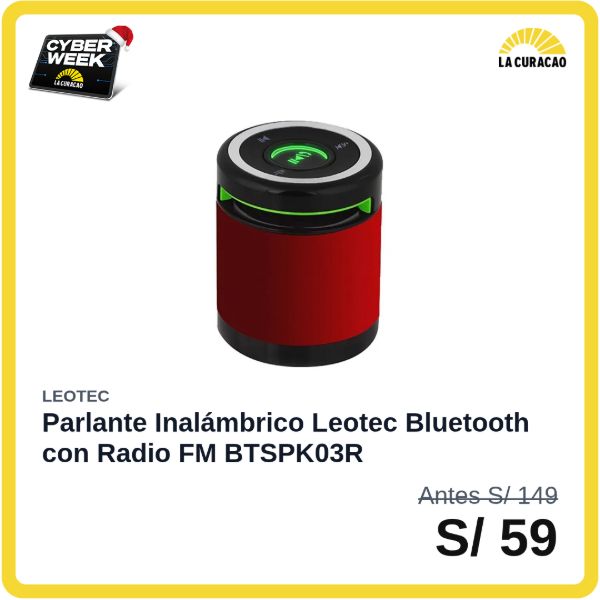 CYBER
WEEK
LA CURACAO
LA CURACAO
LEOTEC
Parlante Inalámbrico Leotec Bluetooth
con Radio FM BTSPK03R
Antes S/ 149
S/ 59